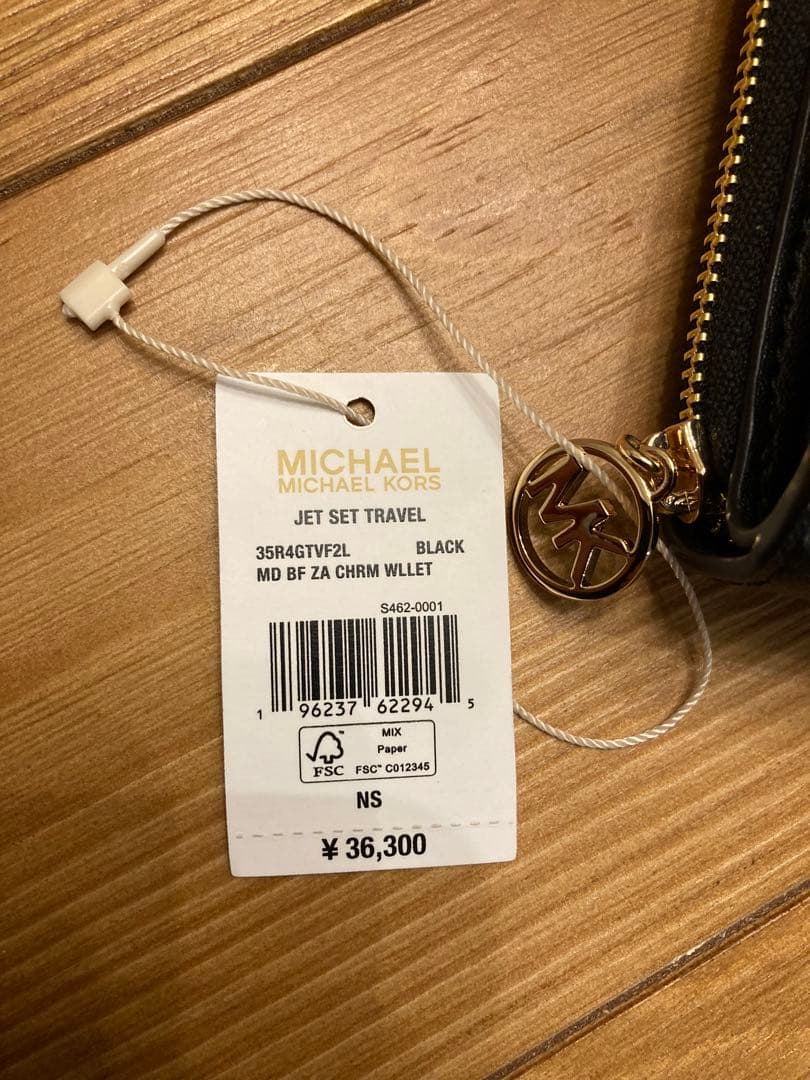 MICHAEL
MICHAEL KORS
JET SET TRAVEL
35R4GTVF2L BLACK
MD BF ZA CHRM WLLET
S462-0001
1 96237 62294 5
MIX
Paper
FSC™ FSC™ C012345
NS
¥ 36,300
MK